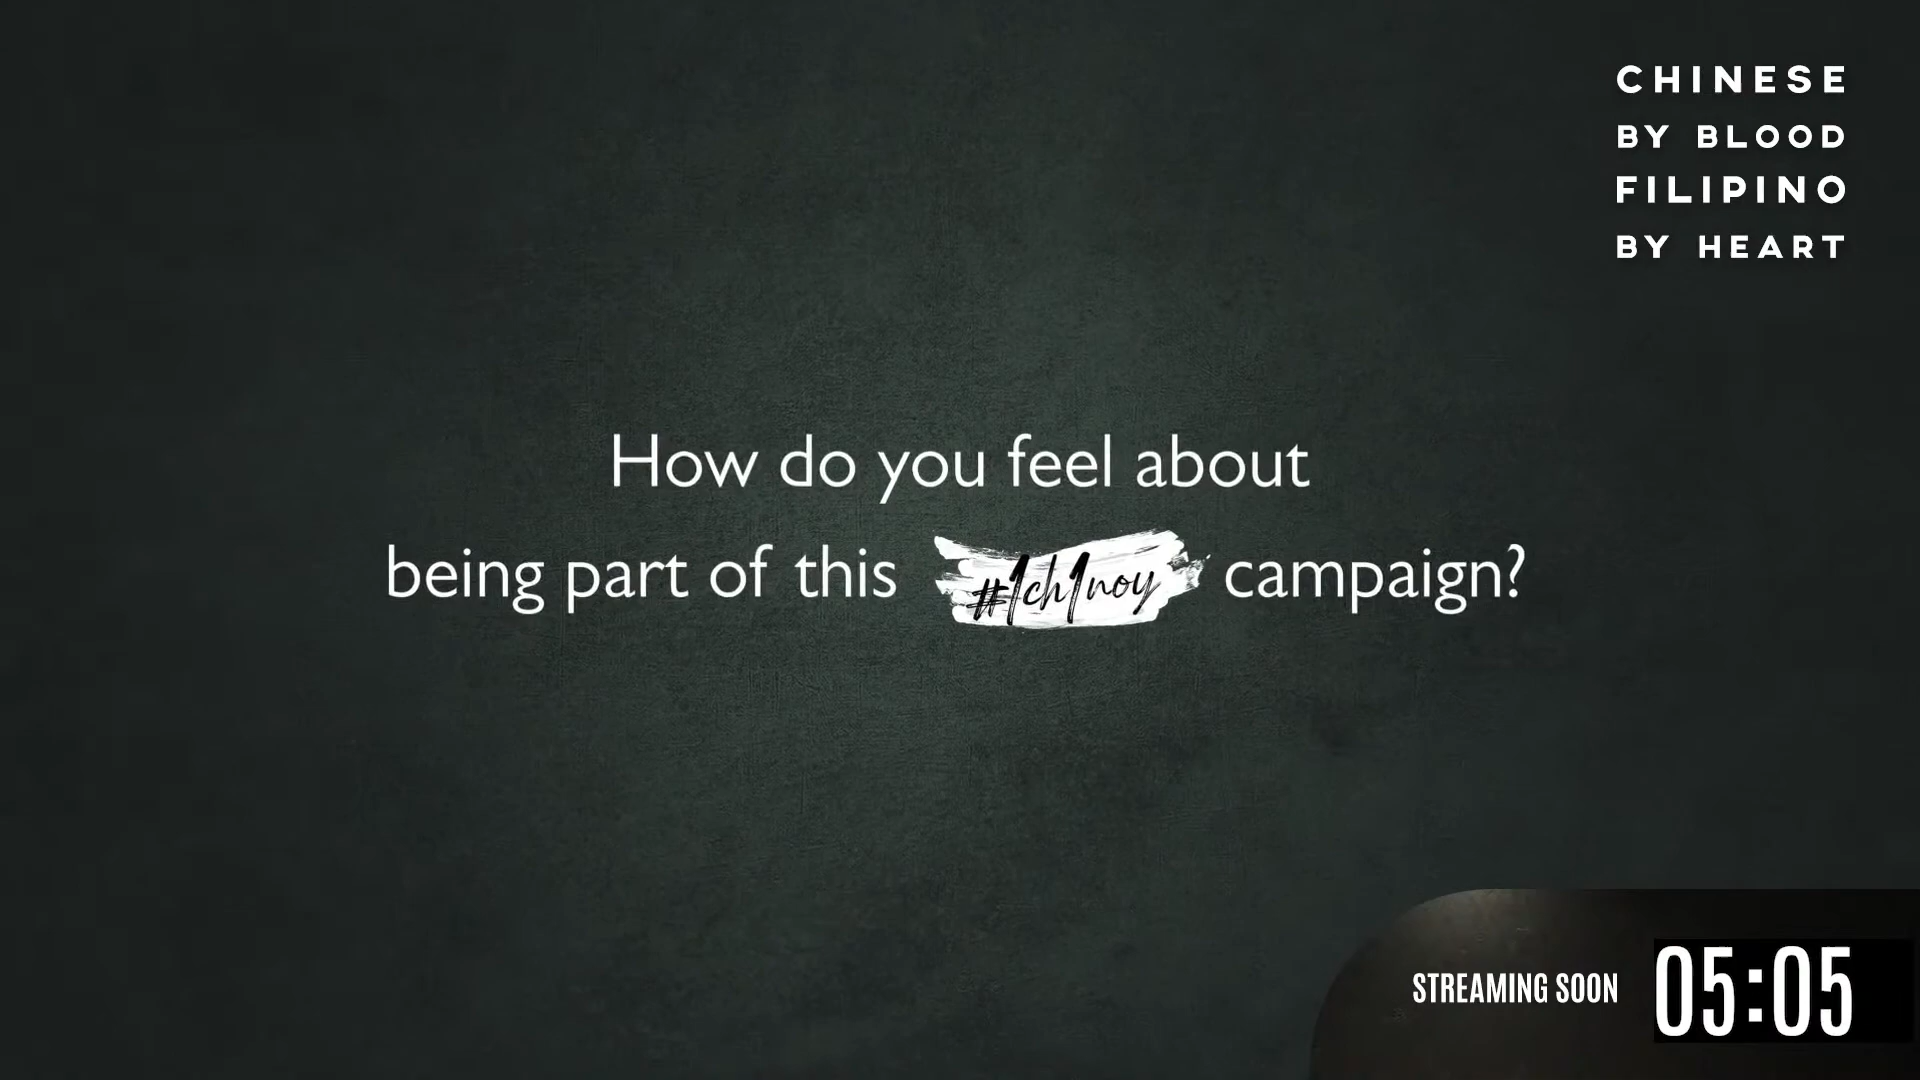 CHINESE
BY BLOOD
FILIPINO
BY HEART
How do you feel about
being part of this #1ch1noy campaign?
STREAMING SOON 05:05